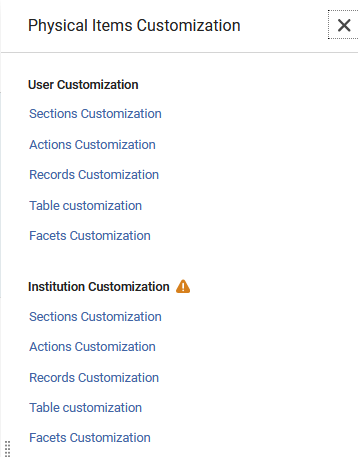 Physical Items Customization
User Customization
Sections Customization
Actions Customization
Records Customization
Table customization
Facets Customization
Institution Customization
Sections Customization
Actions Customization
Records Customization
Table customization
Facets Customization